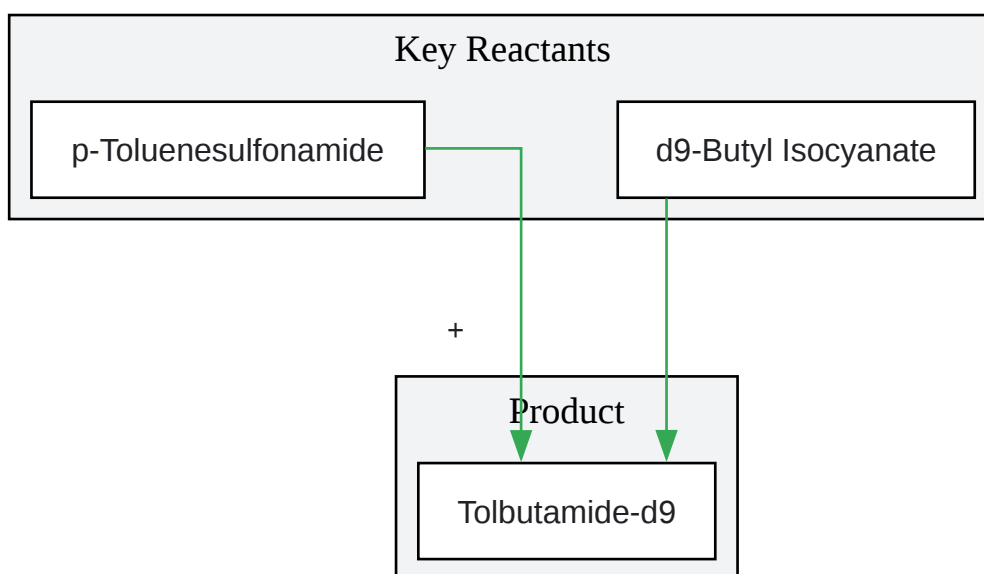 Key Reactants
p-Toluenesulfonamide
d9-Butyl Isocyanate
+
Product
Tolbutamide-d9